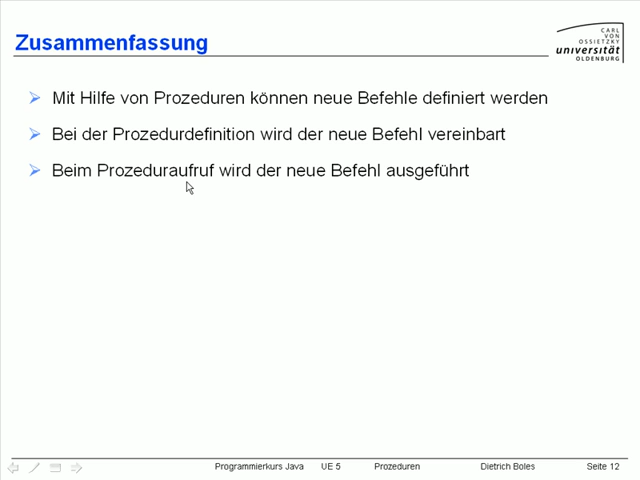 Zusammenfassung
CARL
VON
OSSIETZKY
universität
OLDENBURG
Mit Hilfe von Prozeduren können neue Befehle definiert werden
Bei der Prozedurdefinition wird der neue Befehl vereinbart
Beim Prozeduraufruf wird der neue Befehl ausgeführt
Programmierkurs Java UE 5 Prozeduren Dietrich Boles Seite 12